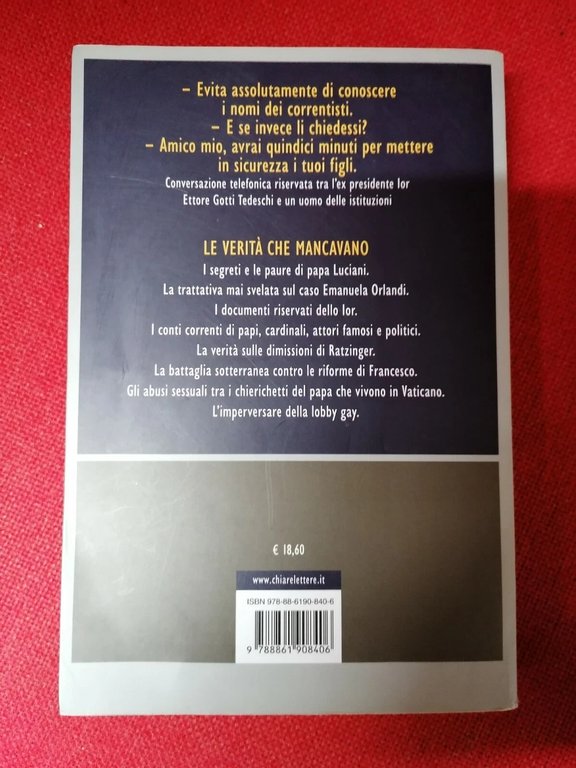 – Evita assolutamente di conoscere
i nomi dei correntisti.
– E se invece li chiedessi?
– Amico mio, avrai quindici minuti per mettere
in sicurezza i tuoi figli.
Conversazione telefonica riservata tra l'ex presidente Ior
Ettore Gotti Tedeschi e un uomo delle istituzioni
LE VERITÀ CHE MANCAVANO
I segreti e le paure di papa Luciani.
La trattativa mai svelata sul caso Emanuela Orlandi.
I documenti riservati dello Ior.
I conti correnti di papi, cardinali, attori famosi e politici.
La verità sulle dimissioni di Ratzinger.
La battaglia sotterranea contro le riforme di Francesco.
Gli abusi sessuali tra i chierichetti del papa che vivono in Vaticano.
L'imperversare della lobby gay.
€ 18,60
www.chiarelettere.it
ISBN 978-88-6190-840-6
9 788861 908406